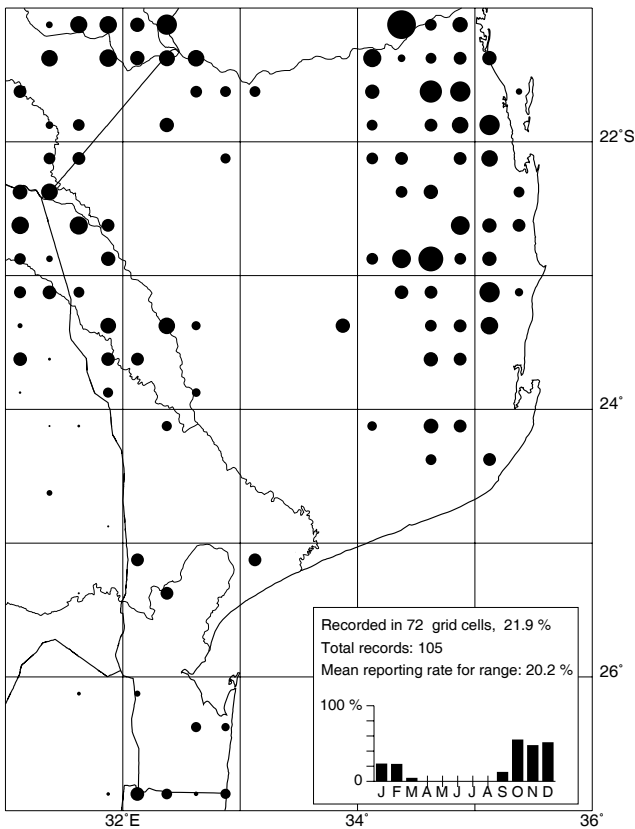 22°S
24°
Recorded in 72 grid cells, 21.9 %
Total records: 105
Mean reporting rate for range: 20.2 %
26°
100 %
0
J F M A M J J A S O N D
32°E
34°
36°